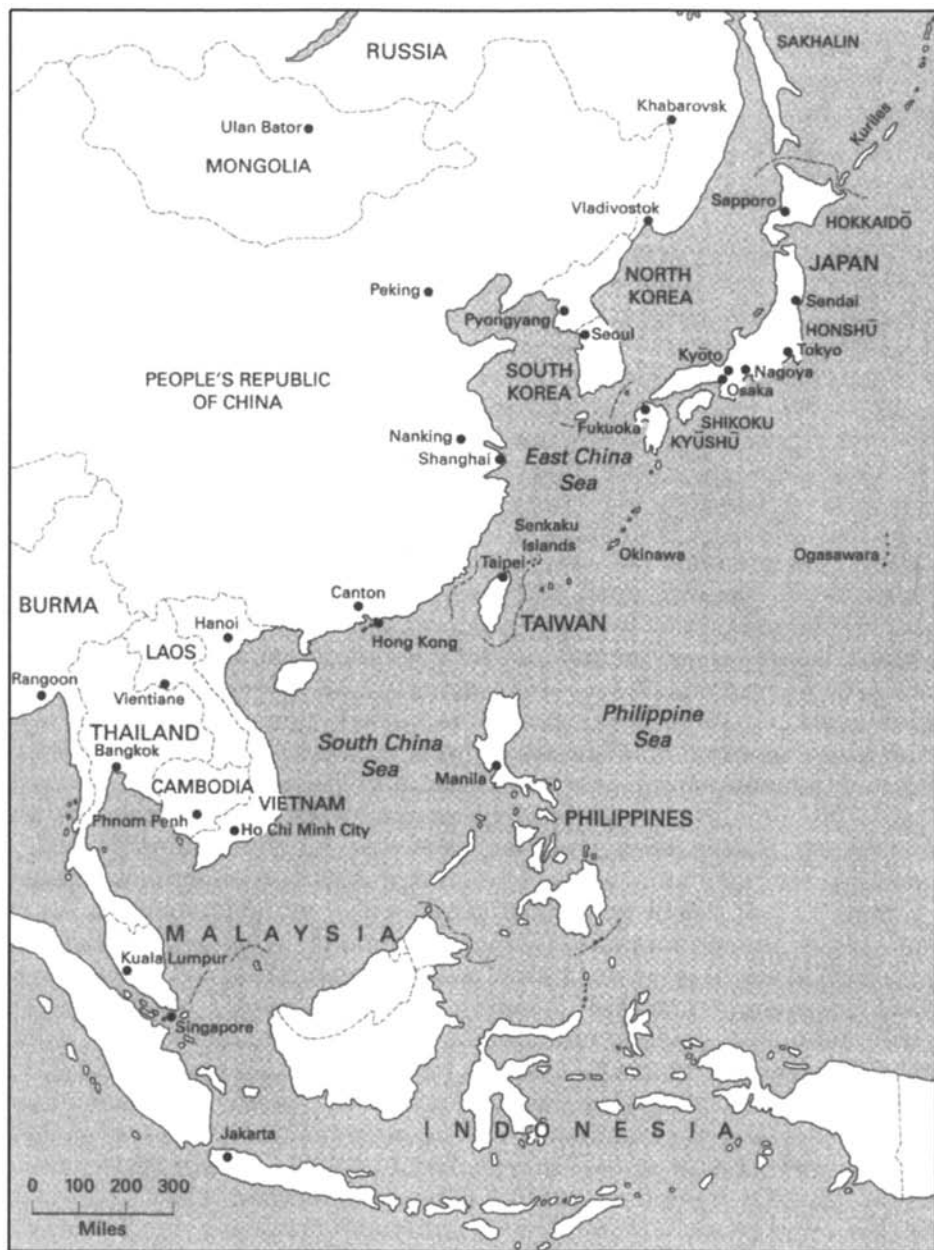 RUSSIA
SAKHALIN
Khabarovsk
Kuriles
Ulan Bator
MONGOLIA
Sapporo
Vladivostok
HOKKAIDŌ
JAPAN
NORTH
KOREA
Peking
Sendai
Pyongyang
HONSHŪ
Seoul
Tokyo
Kyōto
SOUTH
KOREA
Nagoya
Osaka
PEOPLE'S REPUBLIC
OF CHINA
SHIKOKU
Fukuoka
KYŪSHŪ
Nanking
Shanghai
East China
Sea
Senkaku
Islands
Okinawa
Ogasawara
Taipei
BURMA
Canton
Hanoi
Hong Kong
TAIWAN
LAOS
Rangoon
Vientiane
Philippine
Sea
THAILAND
South China
Sea
Bangkok
Manila
CAMBODIA
VIETNAM
PHILIPPINES
Phnom Penh
Ho Chi Minh City
MALAYSIA
Kuala Lumpur
Singapore
INDONESIA
Jakarta
0 100 200 300
Miles